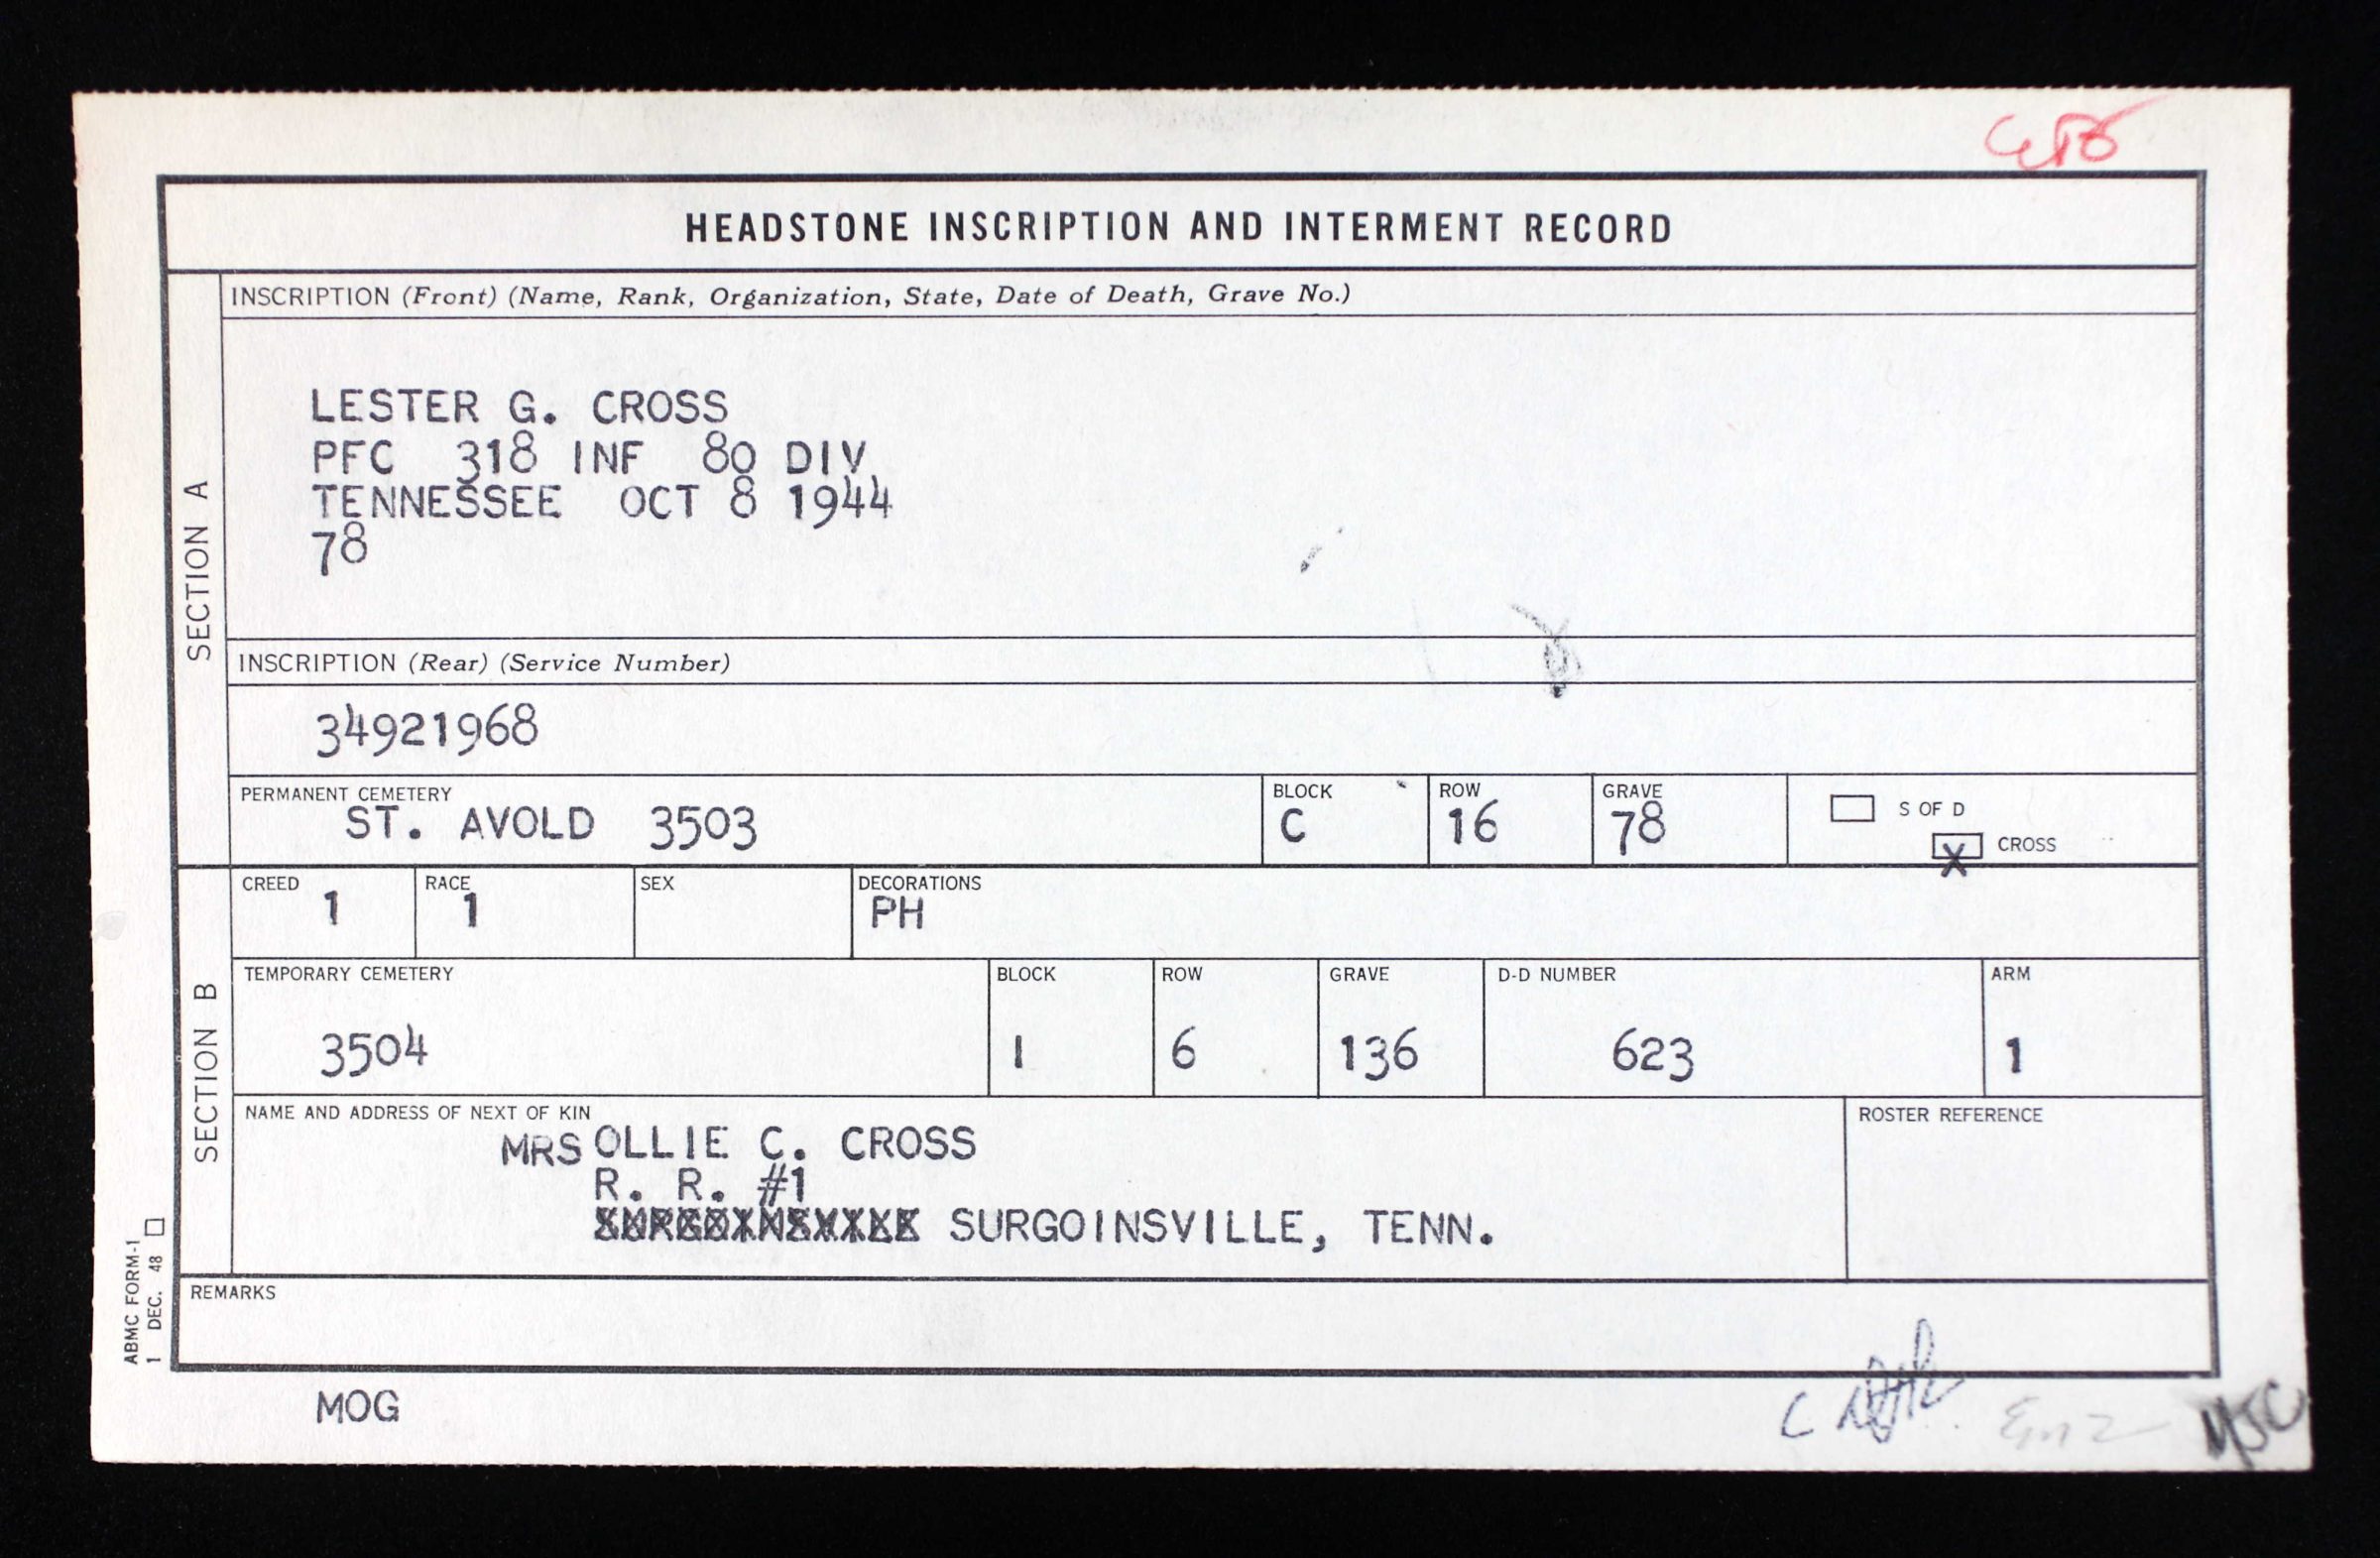 HEADSTONE INSCRIPTION AND INTERMENT RECORD
SECTION A
INSCRIPTION (Front) (Name, Rank, Organization, State, Date of Death, Grave No.)
LESTER G. CROSS
PFC 318 INF 80 DIV
TENNESSEE OCT 8 1944
78
INSCRIPTION (Rear) (Service Number)
34921968
PERMANENT CEMETERY BLOCK ROW GRAVE S OF D
ST. AVOLD 3503 C 16 78 X CROSS
SECTION B
CREED RACE SEX DECORATIONS
1 1 PH
TEMPORARY CEMETERY BLOCK ROW GRAVE D-D NUMBER ARM
3504 1 6 136 623 1
NAME AND ADDRESS OF NEXT OF KIN ROSTER REFERENCE
MRS OLLIE C. CROSS
R. R. #1
SURGOINSVILLE, TENN.
REMARKS
ABMC FORM-1
1 DEC. 48
MOG
MJC